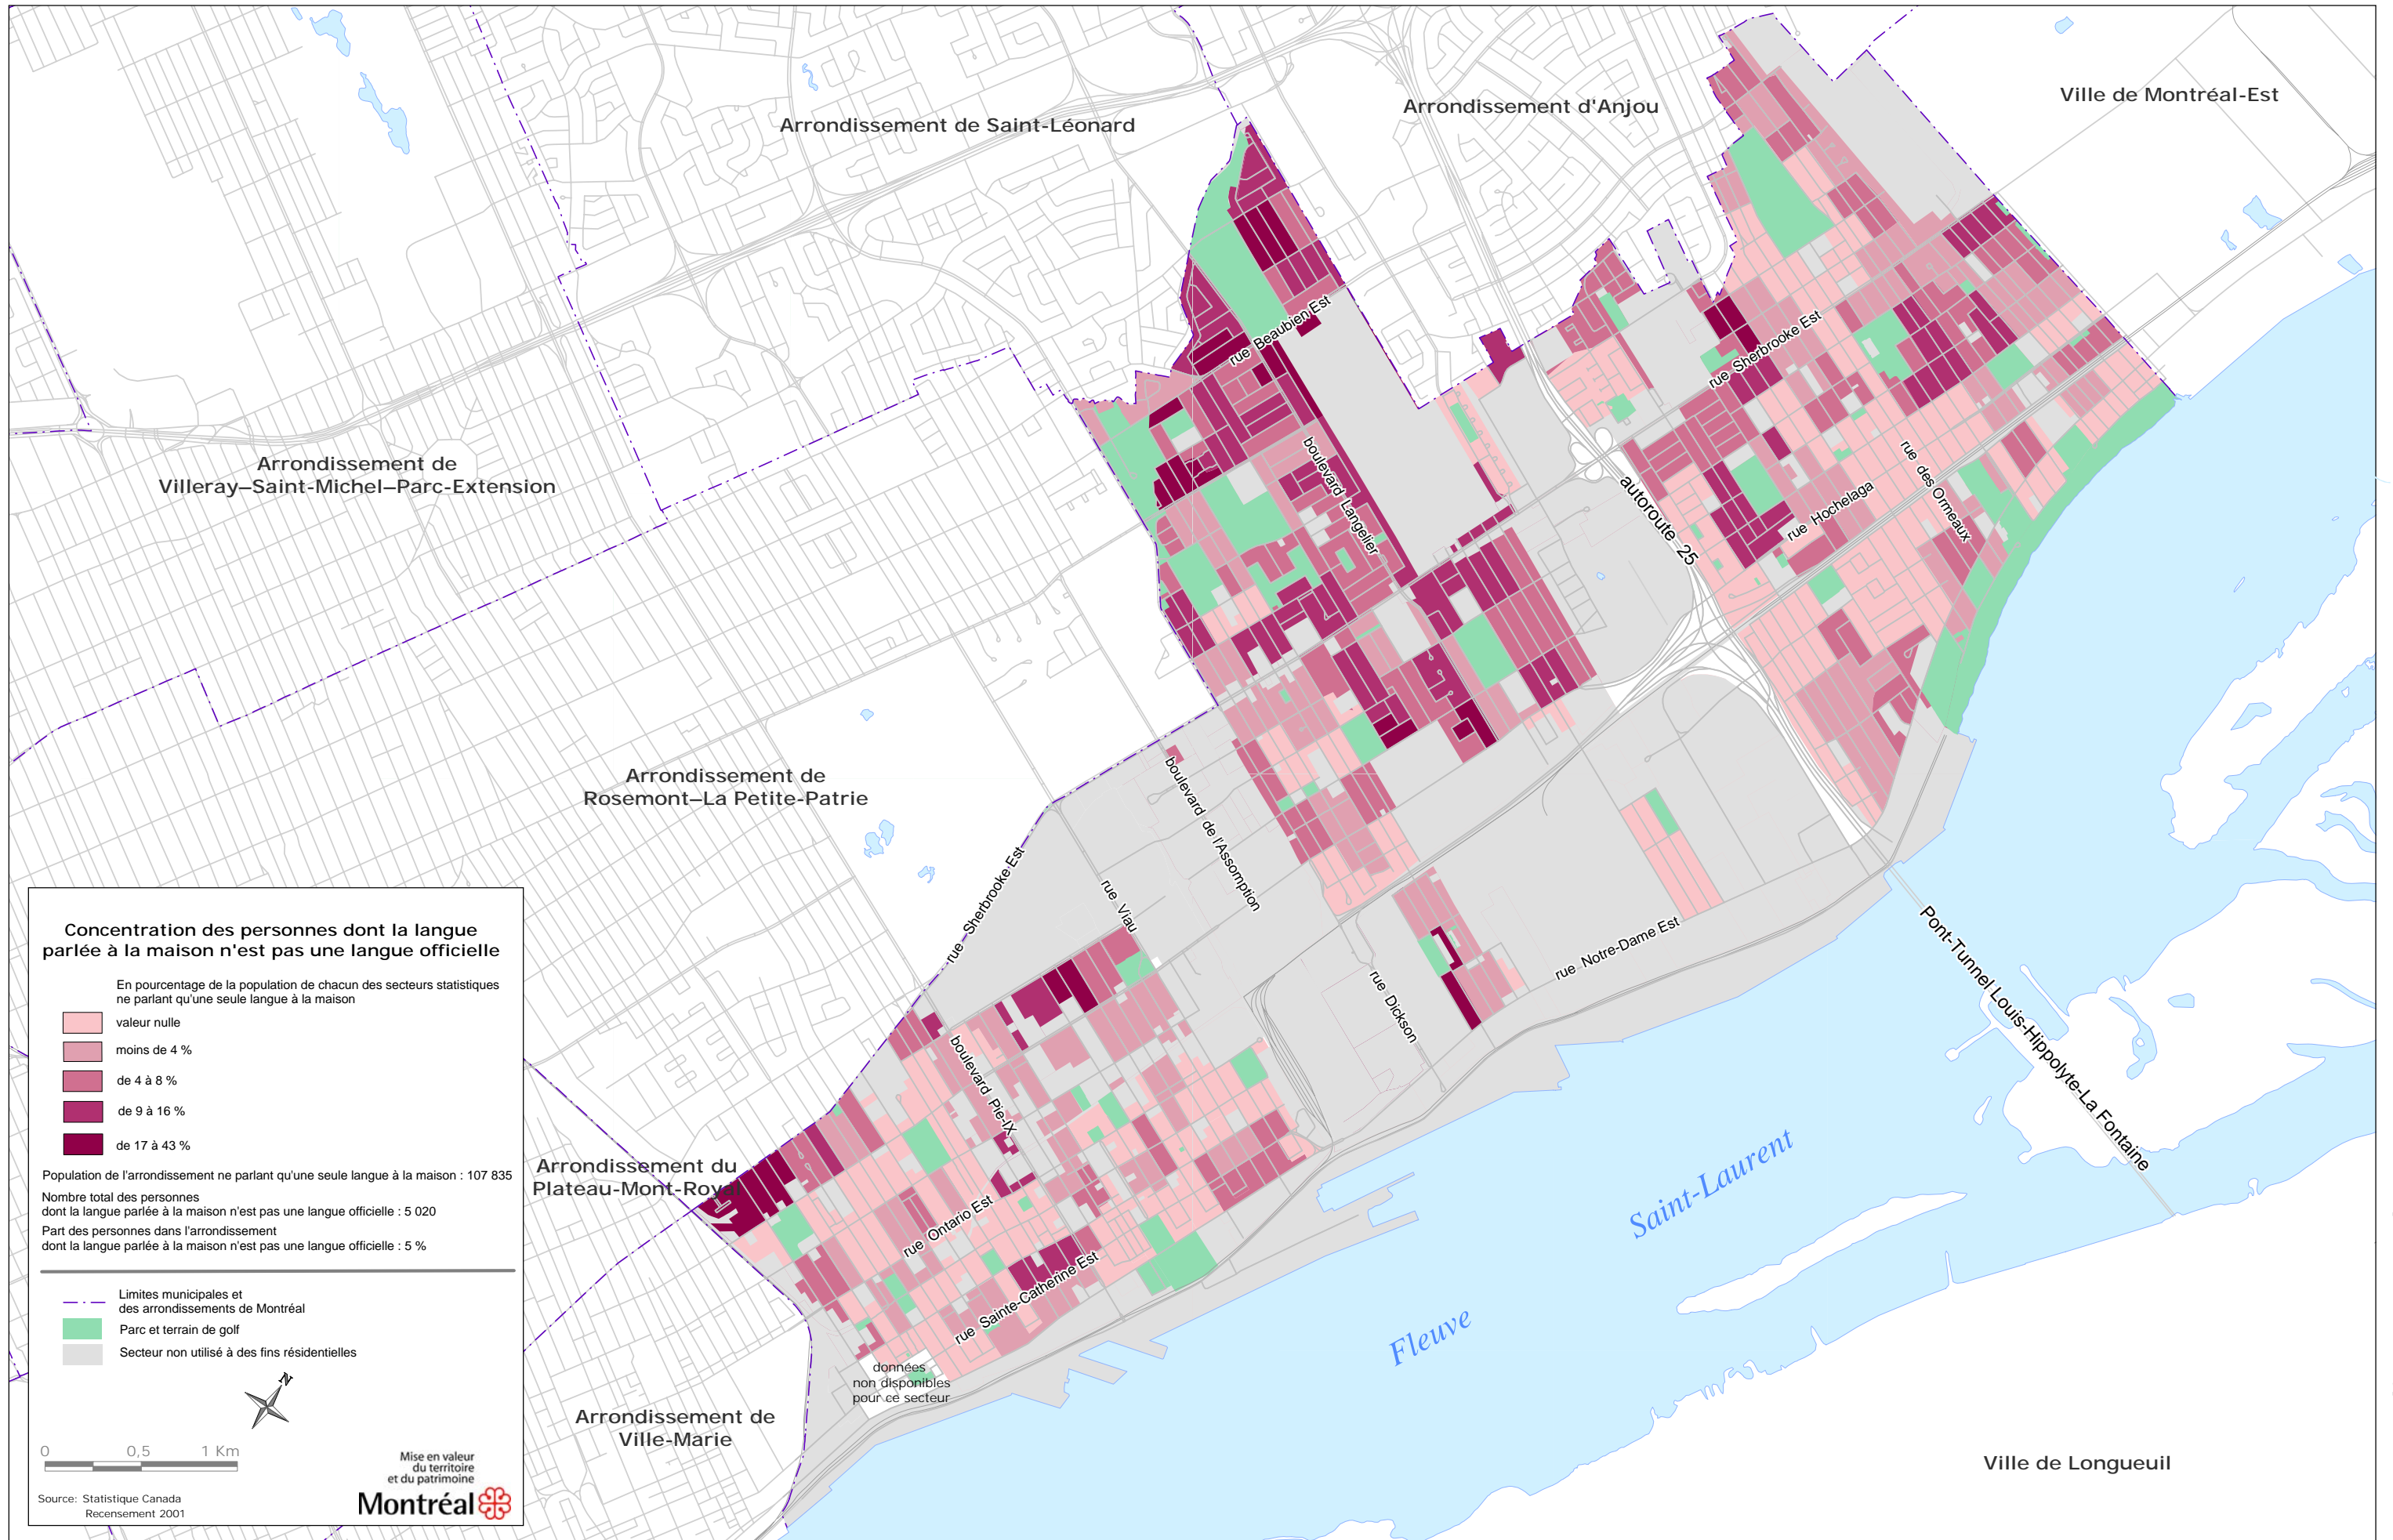 Arrondissement de Saint-Léonard
Arrondissement d'Anjou
Ville de Montréal-Est
Arrondissement de
Villeray–Saint-Michel–Parc-Extension
Arrondissement de
Rosemont–La Petite-Patrie
Arrondissement du
Plateau-Mont-Royal
Arrondissement de
Ville-Marie
Ville de Longueuil
rue Beaubien Est
boulevard Langelier
rue Sherbrooke Est
autoroute 25
rue Hochelaga
rue des Ormeaux
boulevard de l'Assomption
rue Sherbrooke Est
rue Viau
rue Dickson
rue Notre-Dame Est
boulevard Pie-IX
rue Ontario Est
rue Sainte-Catherine Est
Pont-Tunnel Louis-Hippolyte-La Fontaine
Fleuve
Saint-Laurent
données
non disponibles
pour ce secteur
Concentration des personnes dont la langue
parlée à la maison n'est pas une langue officielle
En pourcentage de la population de chacun des secteurs statistiques
ne parlant qu'une seule langue à la maison
valeur nulle
moins de 4 %
de 4 à 8 %
de 9 à 16 %
de 17 à 43 %
Population de l'arrondissement ne parlant qu'une seule langue à la maison : 107 835
Nombre total des personnes
dont la langue parlée à la maison n'est pas une langue officielle : 5 020
Part des personnes dans l'arrondissement
dont la langue parlée à la maison n'est pas une langue officielle : 5 %
Limites municipales et
des arrondissements de Montréal
Parc et terrain de golf
Secteur non utilisé à des fins résidentielles
N
0 0,5 1 Km
Mise en valeur
du territoire
et du patrimoine
Montréal
Source: Statistique Canada
Recensement 2001